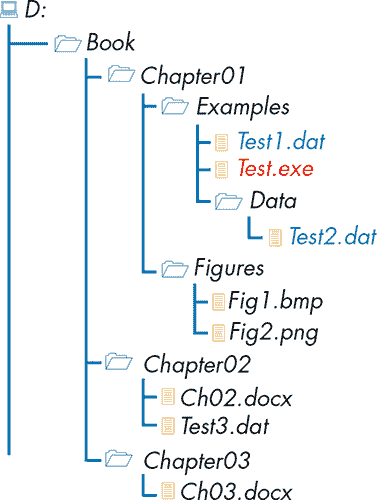 D:
Book
Chapter01
Examples
Test1.dat
Test.exe
Data
Test2.dat
Figures
Fig1.bmp
Fig2.png
Chapter02
Ch02.docx
Test3.dat
Chapter03
Ch03.docx